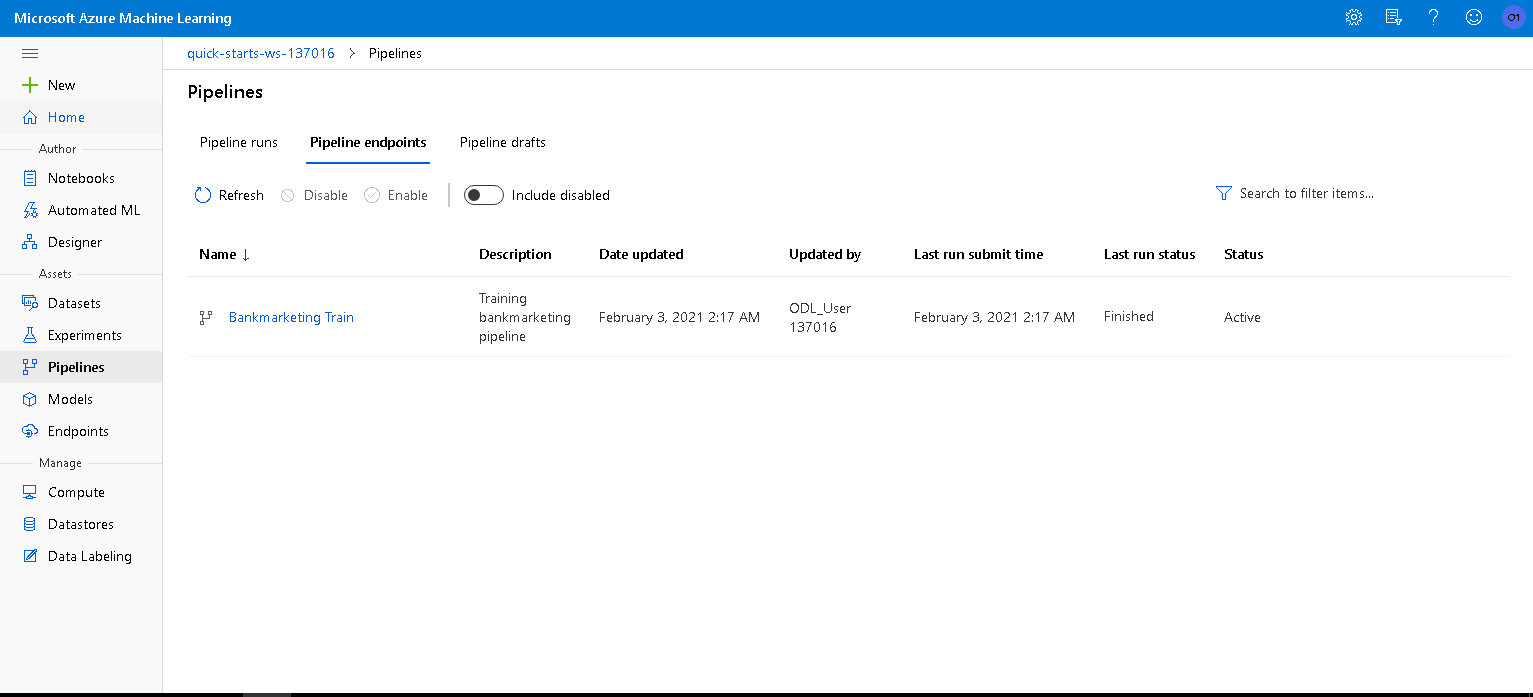 Microsoft Azure Machine Learning
O1
quick-starts-ws-137016 > Pipelines
New
Home
Author
Notebooks
Automated ML
Designer
Assets
Datasets
Experiments
Pipelines
Models
Endpoints
Manage
Compute
Datastores
Data Labeling
Pipelines
Pipeline runs Pipeline endpoints Pipeline drafts
Refresh Disable Enable Include disabled Search to filter items...
Name ↓ Description Date updated Updated by Last run submit time Last run status Status
Bankmarketing Train
Training
bankmarketing
pipeline
February 3, 2021 2:17 AM
ODL_User
137016
February 3, 2021 2:17 AM
Finished
Active